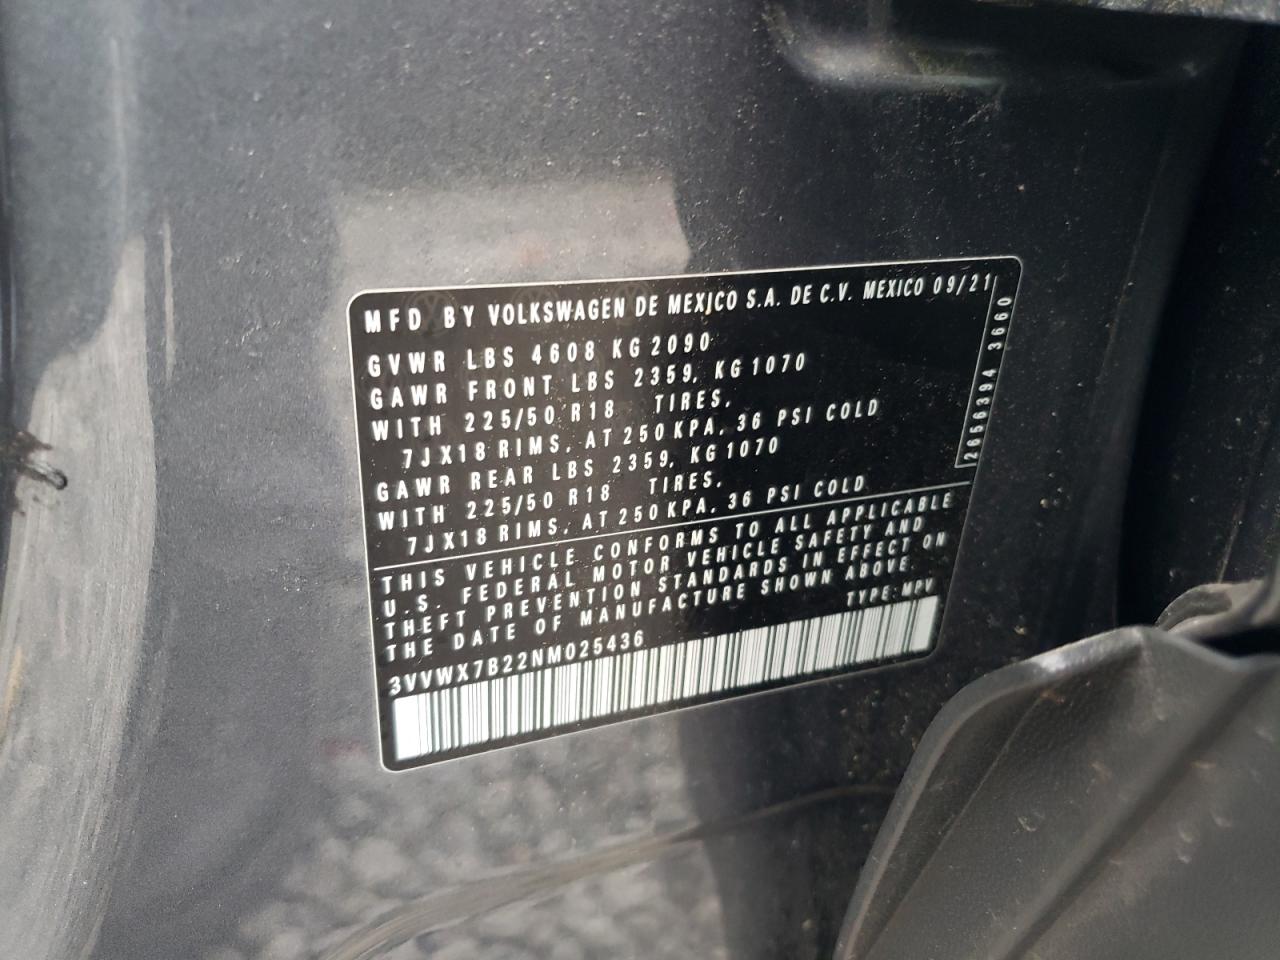 MFD BY VOLKSWAGEN DE MEXICO S.A. DE C.V. MEXICO 09/21
GVWR LBS 4608 KG 2090
GAWR FRONT LBS 2359, KG 1070
WITH 225/50 R18 TIRES,
7JX18 RIMS, AT 250 KPA, 36 PSI COLD
GAWR REAR LBS 2359, KG 1070
WITH 225/50 R18 TIRES,
7JX18 RIMS, AT 250 KPA, 36 PSI COLD
2656394 3660
THIS VEHICLE CONFORMS TO ALL APPLICABLE
U.S. FEDERAL MOTOR VEHICLE SAFETY AND
THEFT PREVENTION STANDARDS IN EFFECT ON
THE DATE OF MANUFACTURE SHOWN ABOVE.
TYPE: MPV
3VVWX7B22NM025436